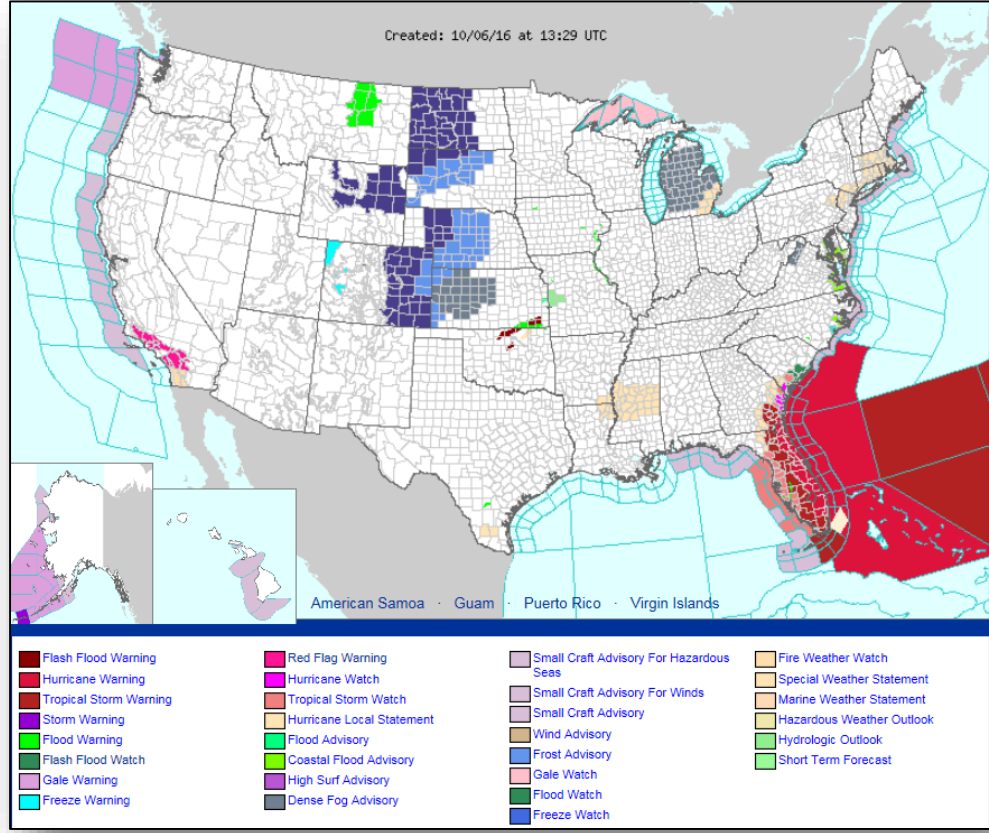 Created: 10/06/16 at 13:29 UTC
American Samoa · Guam · Puerto Rico · Virgin Islands
Flash Flood Warning
Hurricane Warning
Tropical Storm Warning
Storm Warning
Flood Warning
Flash Flood Watch
Gale Warning
Freeze Warning
Red Flag Warning
Hurricane Watch
Tropical Storm Watch
Hurricane Local Statement
Flood Advisory
Coastal Flood Advisory
High Surf Advisory
Dense Fog Advisory
Small Craft Advisory For Hazardous
Seas
Small Craft Advisory For Winds
Small Craft Advisory
Wind Advisory
Frost Advisory
Gale Watch
Flood Watch
Freeze Watch
Fire Weather Watch
Special Weather Statement
Marine Weather Statement
Hazardous Weather Outlook
Hydrologic Outlook
Short Term Forecast